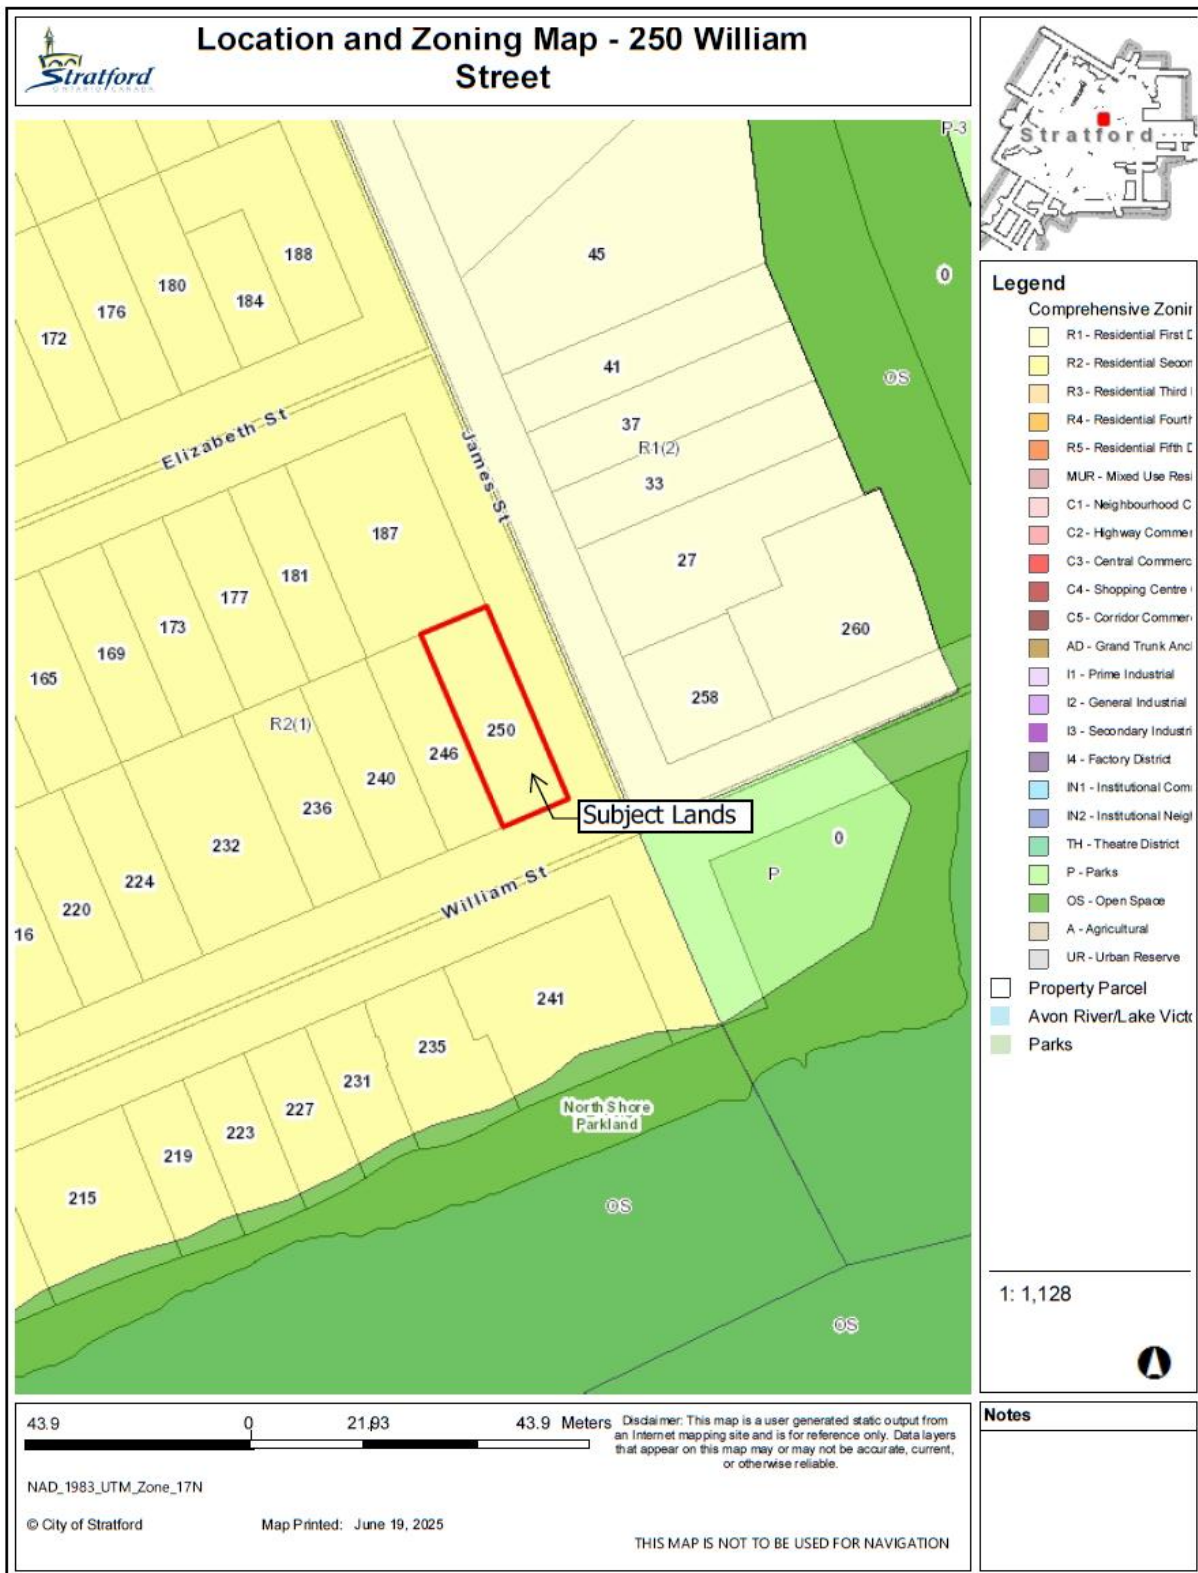 Stratford
ONTARIO CANADA
Location and Zoning Map - 250 William
Street
P-3
Stratford
188
45
180
0
184
176
172
41
OS
Elizabeth St
37
James St
R1(2)
33
187
27
181
177
173
260
169
165
258
R2(1)
250
246
240
236
Subject Lands
0
232
P
224
William St
220
16
241
235
231
227
North Shore
Parkland
223
219
215
OS
OS
Legend
Comprehensive Zonin
R1 - Residential First D
R2 - Residential Secon
R3 - Residential Third
R4 - Residential Fourth
R5 - Residential Fifth D
MUR - Mixed Use Resi
C1 - Neighbourhood C
C2 - Highway Commer
C3 - Central Commerc
C4 - Shopping Centre
C5 - Corridor Commer
AD - Grand Trunk Anci
I1 - Prime Industrial
I2 - General Industrial
I3 - Secondary Industri
I4 - Factory District
IN1 - Institutional Com
IN2 - Institutional Neigh
TH - Theatre District
P - Parks
OS - Open Space
A - Agricultural
UR - Urban Reserve
Property Parcel
Avon River/Lake Victo
Parks
1: 1,128
43.9 0 21.93 43.9 Meters
Disclaimer: This map is a user generated static output from
an Internet mapping site and is for reference only. Data layers
that appear on this map may or may not be accurate, current,
or otherwise reliable.
NAD_1983_UTM_Zone_17N
© City of Stratford Map Printed: June 19, 2025
THIS MAP IS NOT TO BE USED FOR NAVIGATION
Notes